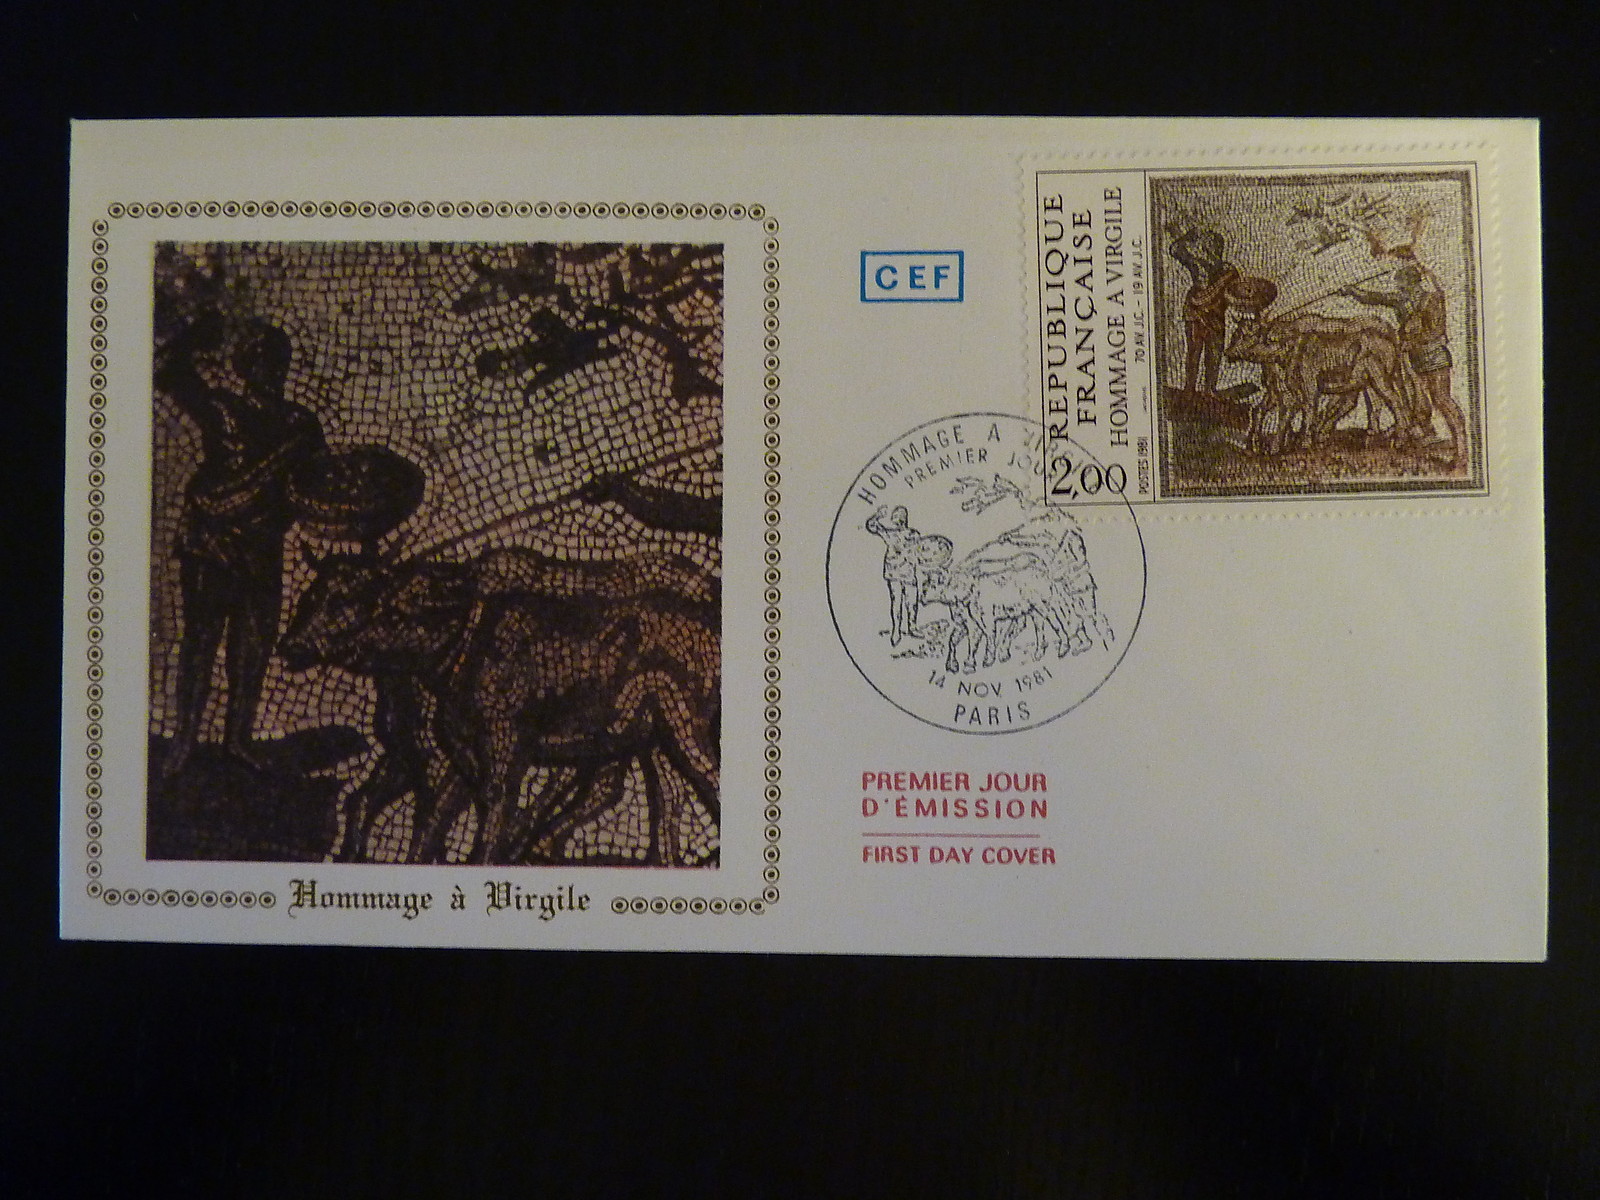 CEF
REPUBLIQUE
FRANÇAISE
HOMMAGE A VIRGILE
70 AV. J.C. - 19 AV. J.C.
POSTES 1981
2,00
HOMMAGE A
PREMIER JOUR
14 NOV. 1981
PARIS
PREMIER JOUR
D'ÉMISSION
FIRST DAY COVER
Hommage à Virgile